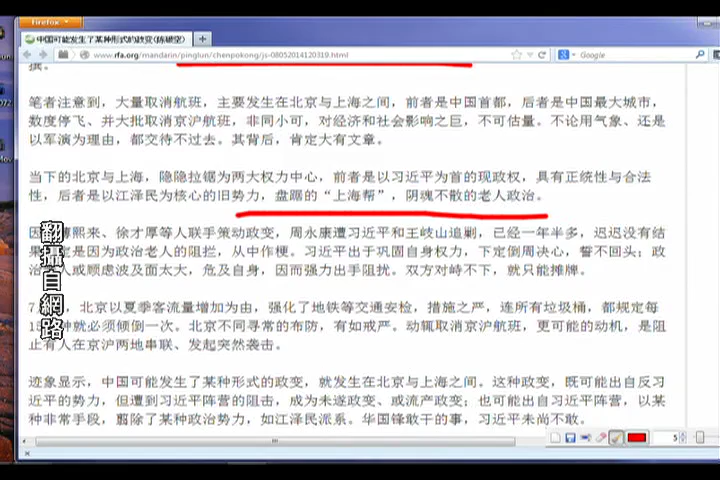 Firefox
中国可能发生了某种形式的政变(陈破空)
www.rfa.org/mandarin/pinglun/chenpokong/js-08052014120319.html
Google
笔者注意到，大量取消航班，主要发生在北京与上海之间，前者是中国首都，后者是中国最大城市，
数度停飞、并大批取消京沪航班，非同小可，对经济和社会影响之巨，不可估量。不论用气象、还是
以军演为理由，都交待不过去。其背后，肯定大有文章。
当下的北京与上海，隐隐拉锯为两大权力中心，前者是以习近平为首的现政权，具有正统性与合法
性，后者是以江泽民为核心的旧势力，盘踞的“上海帮”，阴魂不散的老人政治。
因 薄熙来、徐才厚等人联手策动政变，周永康遭习近平和王岐山追剿，已经一年半多，迟迟没有结
果 定是因为政治老人的阻拦，从中作梗。习近平出于巩固自身权力，下定倒周决心，誓不回头；政
治 人或顾虑波及面太大，危及自身，因而强力出手阻扰。双方对峙不下，就只能摊牌。
7 ，北京以夏季客流量增加为由，强化了地铁等交通安检，措施之严，连所有垃圾桶，都规定每
15 钟就必须倾倒一次。北京不同寻常的布防，有如戒严。动辄取消京沪航班，更可能的动机，是阻
止有人在京沪两地串联、发起突然袭击。
迹象显示，中国可能发生了某种形式的政变，就发生在北京与上海之间。这种政变，既可能出自反习
近平的势力，但遭到习近平阵营的阻击，成为未遂政变、或流产政变；也可能出自习近平阵营，以某
种非常手段，翦除了某种政治势力，如江泽民派系。华国锋敢干的事，习近平未尚不敢。
翻攝自網路
5